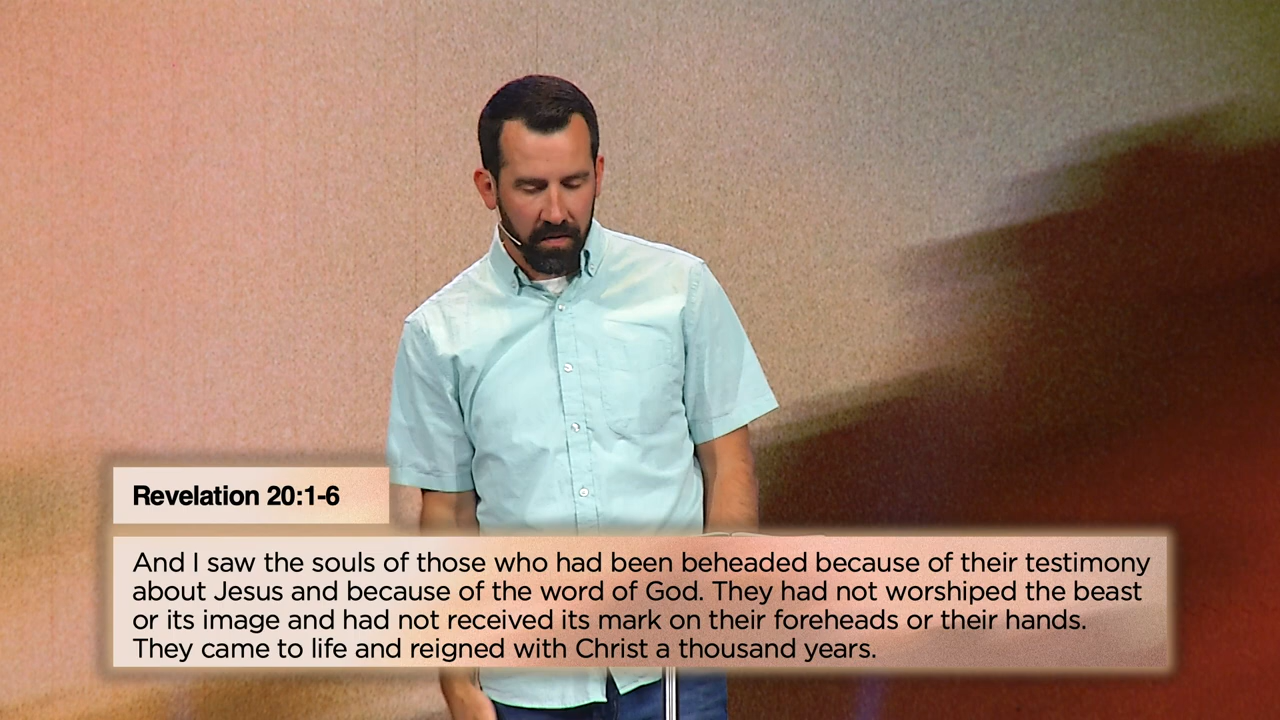 Revelation 20:1-6
And I saw the souls of those who had been beheaded because of their testimony
about Jesus and because of the word of God. They had not worshiped the beast
or its image and had not received its mark on their foreheads or their hands.
They came to life and reigned with Christ a thousand years.